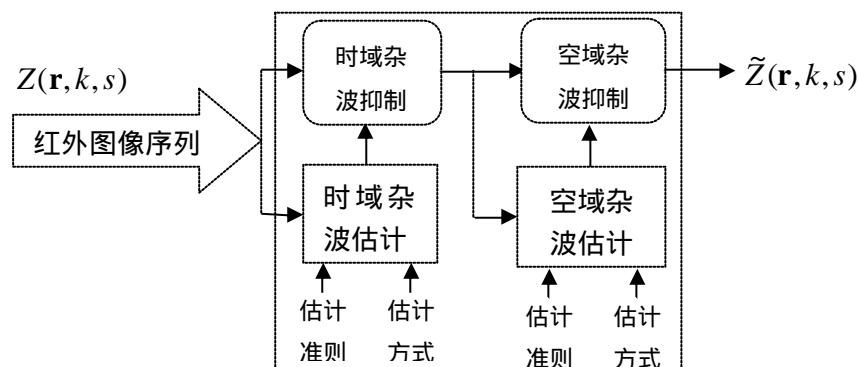 Z(r,k,s)
红外图像序列
时域杂
波抑制
空域杂
波抑制
Z̃(r,k,s)
时域杂
波估计
空域杂
波估计
估计
准则
估计
方式
估计
准则
估计
方式